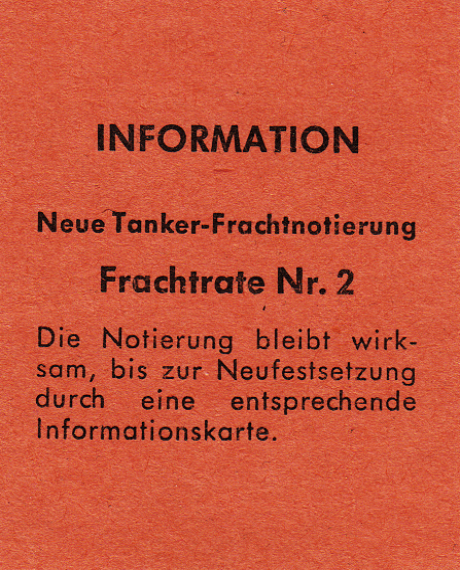 INFORMATION
Neue Tanker-Frachtnotierung
Frachtrate Nr. 2
Die Notierung bleibt wirk-
sam, bis zur Neufestsetzung
durch eine entsprechende
Informationskarte.